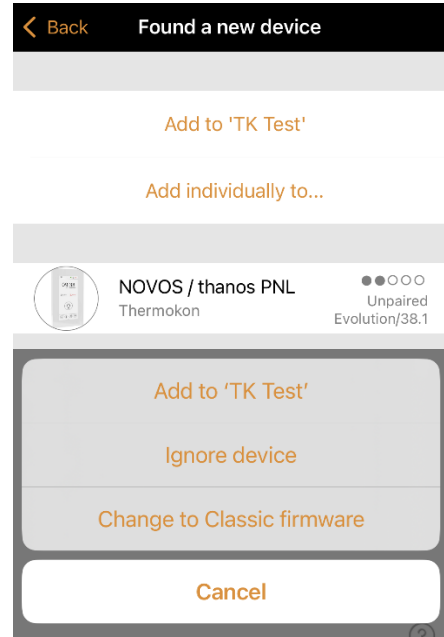 Back
Found a new device
Add to 'TK Test'
Add individually to...
NOVOS / thanos PNL
Thermokon
Unpaired
Evolution/38.1
Add to ‘TK Test’
Ignore device
Change to Classic firmware
Cancel
?